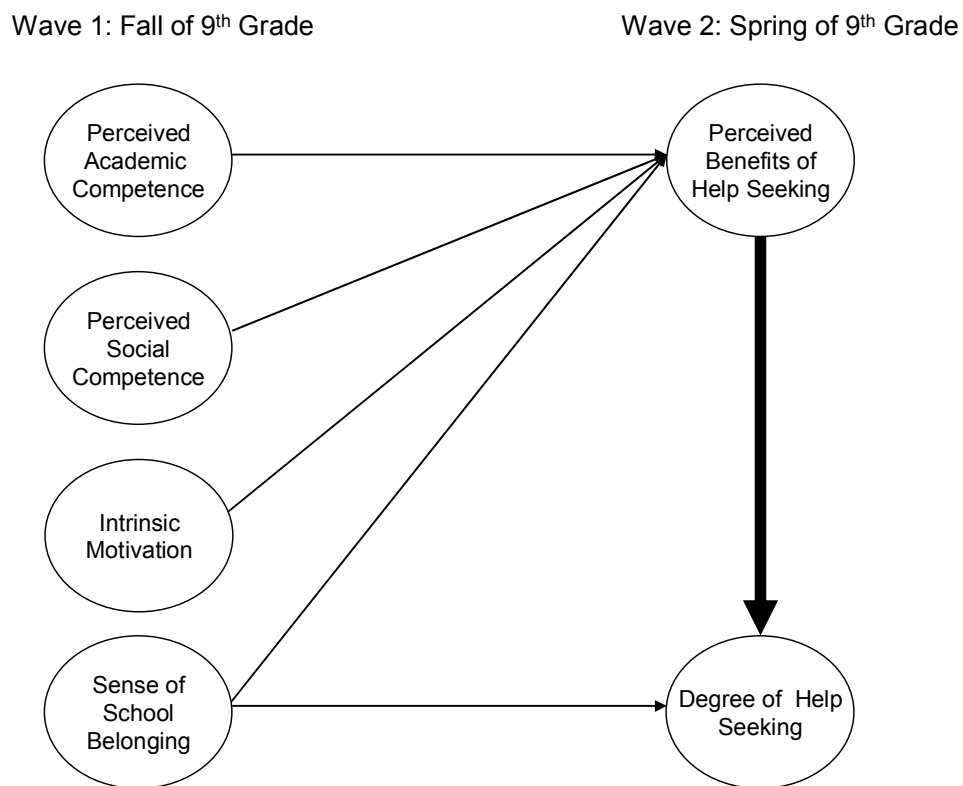 Wave 1: Fall of 9th Grade
Wave 2: Spring of 9th Grade
Perceived
Academic
Competence
Perceived
Benefits of
Help Seeking
Perceived
Social
Competence
Intrinsic
Motivation
Sense of
School
Belonging
Degree of Help
Seeking